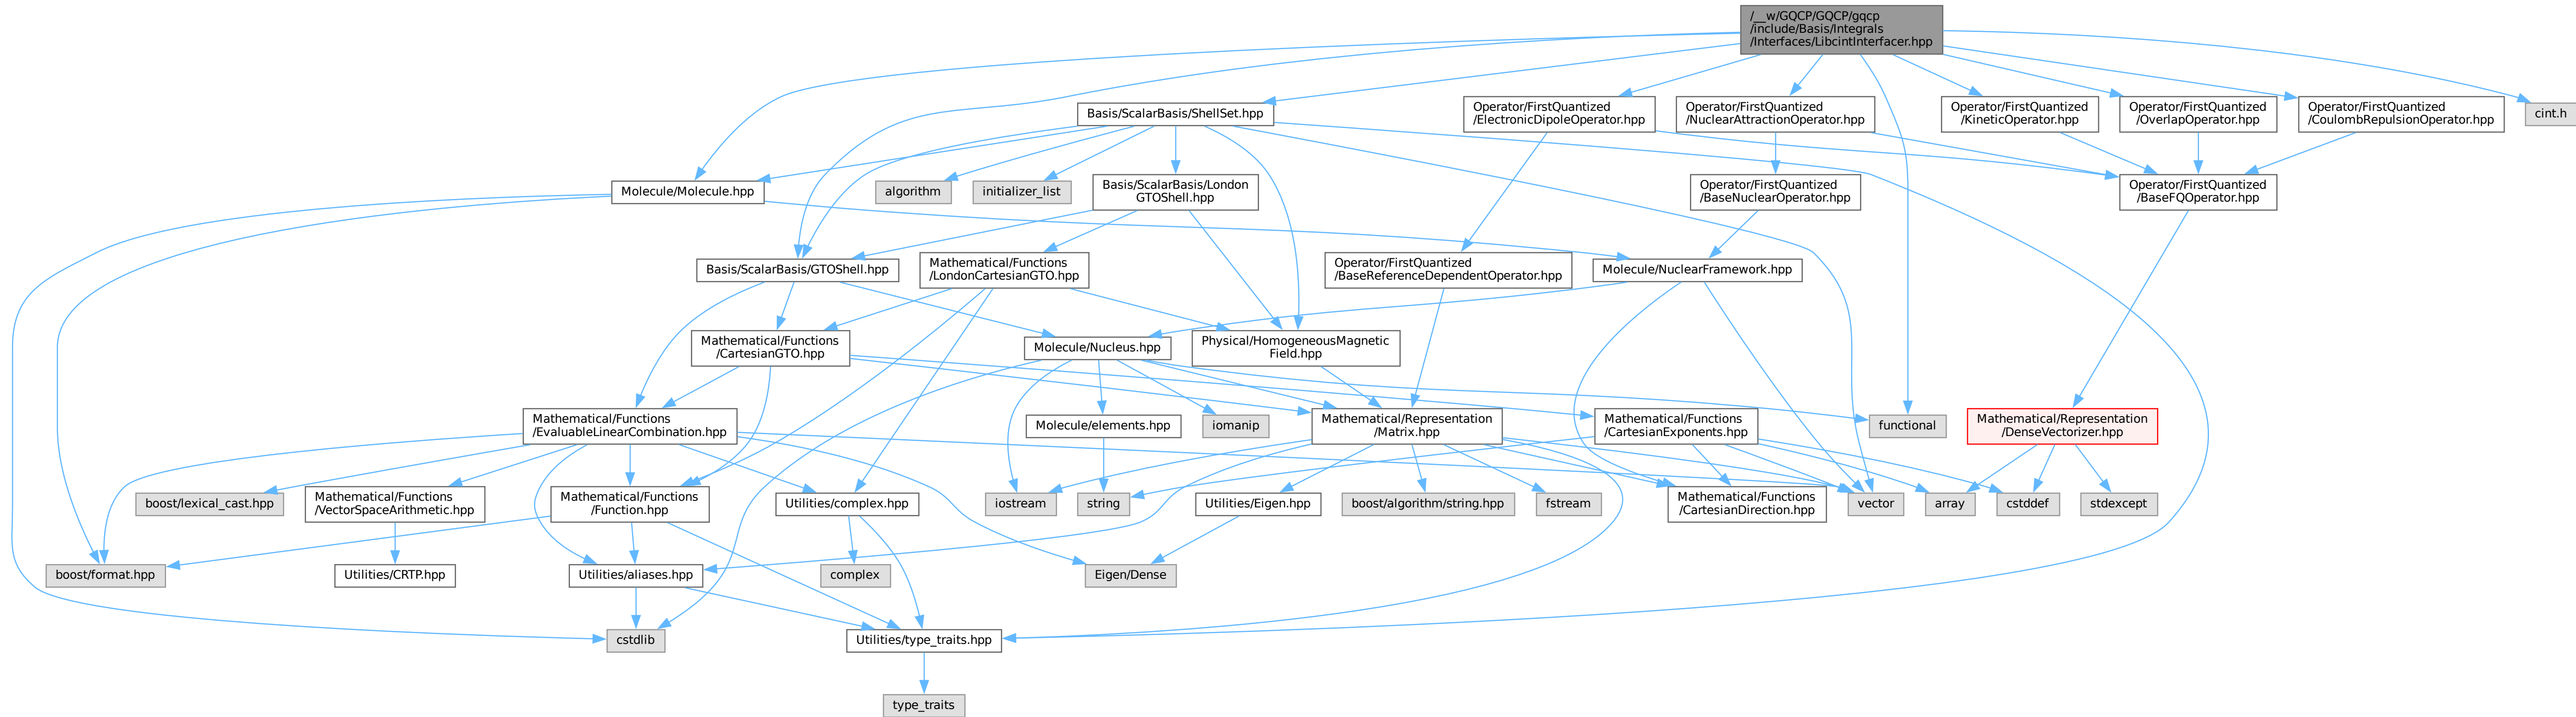 /__w/GQCP/GQCP/gqcp
/include/Basis/Integrals
/Interfaces/LibcintInterfacer.hpp
Basis/ScalarBasis/ShellSet.hpp
Operator/FirstQuantized
/ElectronicDipoleOperator.hpp
Operator/FirstQuantized
/NuclearAttractionOperator.hpp
Operator/FirstQuantized
/KineticOperator.hpp
Operator/FirstQuantized
/OverlapOperator.hpp
Operator/FirstQuantized
/CoulombRepulsionOperator.hpp
cint.h
Molecule/Molecule.hpp
algorithm
initializer_list
Basis/ScalarBasis/London
GTOShell.hpp
Operator/FirstQuantized
/BaseNuclearOperator.hpp
Operator/FirstQuantized
/BaseFQOperator.hpp
Basis/ScalarBasis/GTOShell.hpp
Mathematical/Functions
/LondonCartesianGTO.hpp
Operator/FirstQuantized
/BaseReferenceDependentOperator.hpp
Molecule/NuclearFramework.hpp
Mathematical/Functions
/CartesianGTO.hpp
Molecule/Nucleus.hpp
Physical/HomogeneousMagnetic
Field.hpp
Mathematical/Functions
/EvaluableLinearCombination.hpp
Molecule/elements.hpp
iomanip
Mathematical/Representation
/Matrix.hpp
Mathematical/Functions
/CartesianExponents.hpp
functional
Mathematical/Representation
/DenseVectorizer.hpp
boost/lexical_cast.hpp
Mathematical/Functions
/VectorSpaceArithmetic.hpp
Mathematical/Functions
/Function.hpp
Utilities/complex.hpp
iostream
string
Utilities/Eigen.hpp
boost/algorithm/string.hpp
fstream
Mathematical/Functions
/CartesianDirection.hpp
vector
array
cstddef
stdexcept
boost/format.hpp
Utilities/CRTP.hpp
Utilities/aliases.hpp
complex
Eigen/Dense
cstdlib
Utilities/type_traits.hpp
type_traits